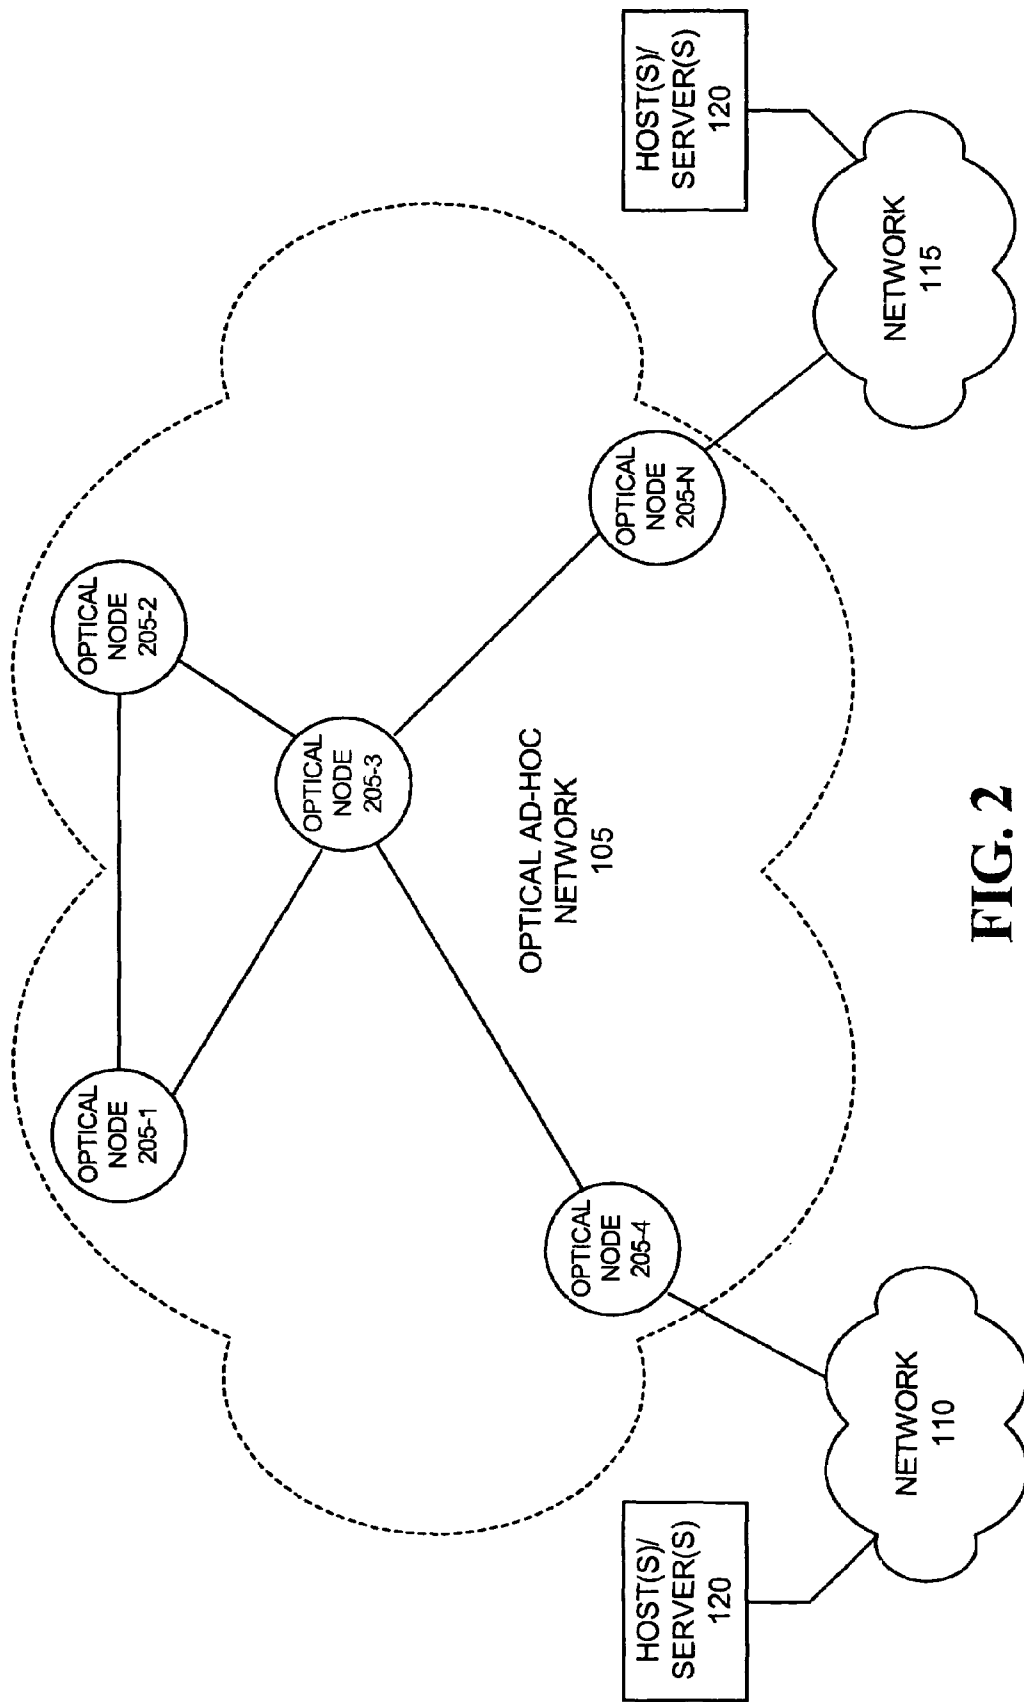 OPTICAL
NODE
205-1
OPTICAL
NODE
205-2
OPTICAL
NODE
205-3
OPTICAL AD-HOC
NETWORK
105
OPTICAL
NODE
205-4
OPTICAL
NODE
205-N
HOST(S)/
SERVER(S)
120
HOST(S)/
SERVER(S)
120
NETWORK
110
NETWORK
115
FIG. 2